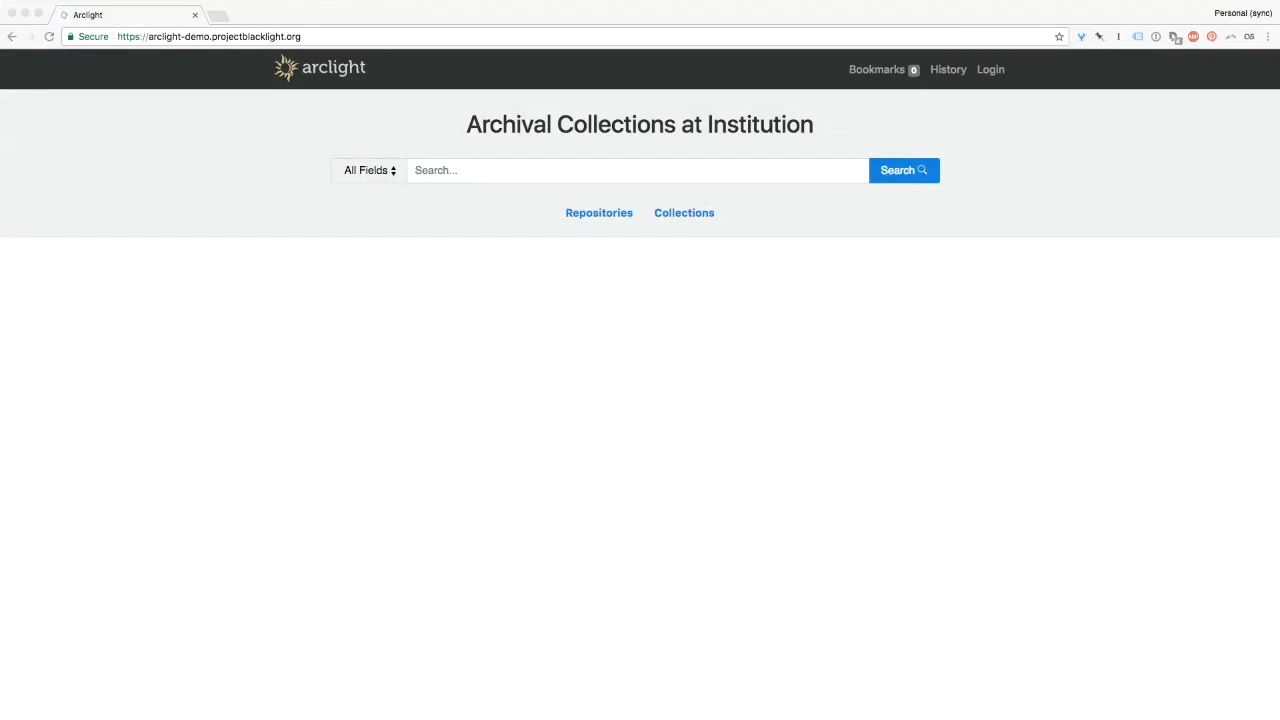 Arclight
Personal (sync)
Secure https://arclight-demo.projectblacklight.org
arclight
Bookmarks 0 History Login
Archival Collections at Institution
All Fields Search... Search
Repositories Collections